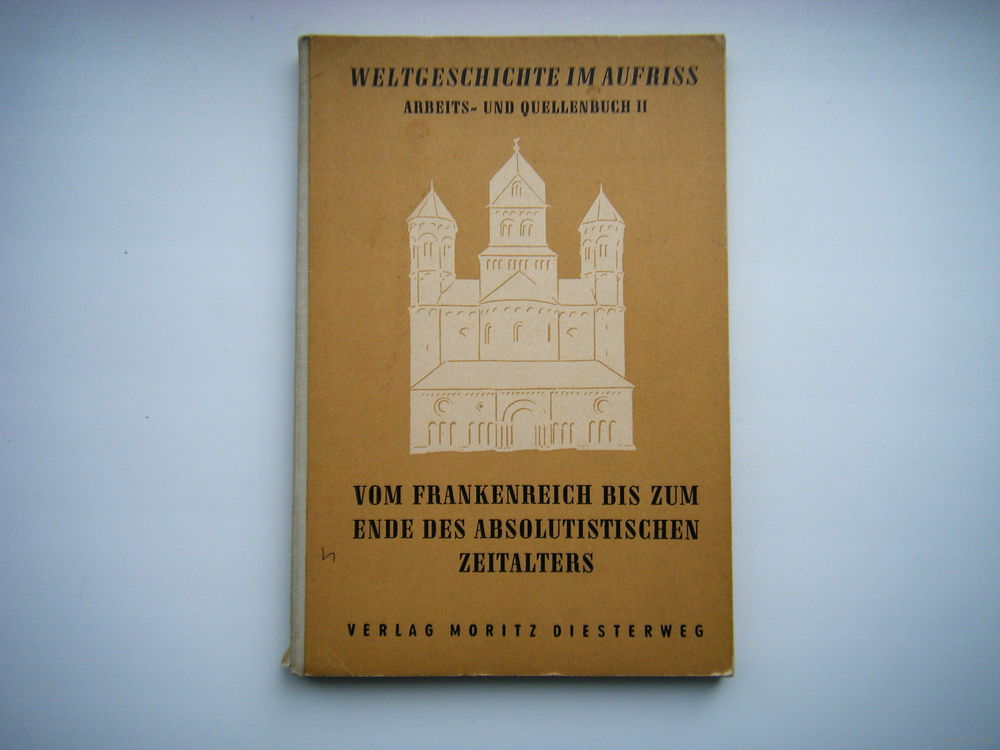 WELTGESCHICHTE IM AUFRISS
ARBEITS- UND QUELLENBUCH II
VOM FRANKENREICH BIS ZUM
ENDE DES ABSOLUTISTISCHEN
ZEITALTERS
VERLAG MORITZ DIESTERWEG